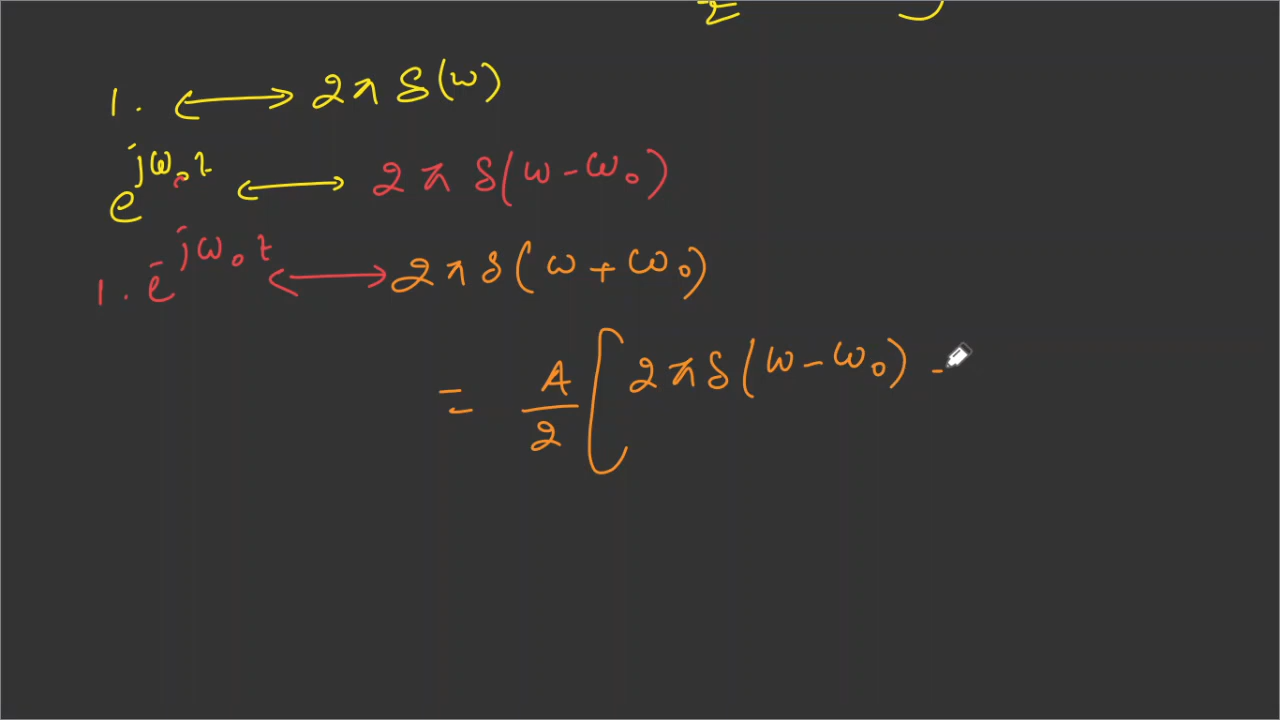 1. ⟷ 2π δ(ω)
e^{jω₀t} ⟷ 2π δ(ω-ω₀)
1. e^{-jω₀t} ⟷ 2π δ(ω+ω₀)
= A/2 [ 2π δ(ω-ω₀) -